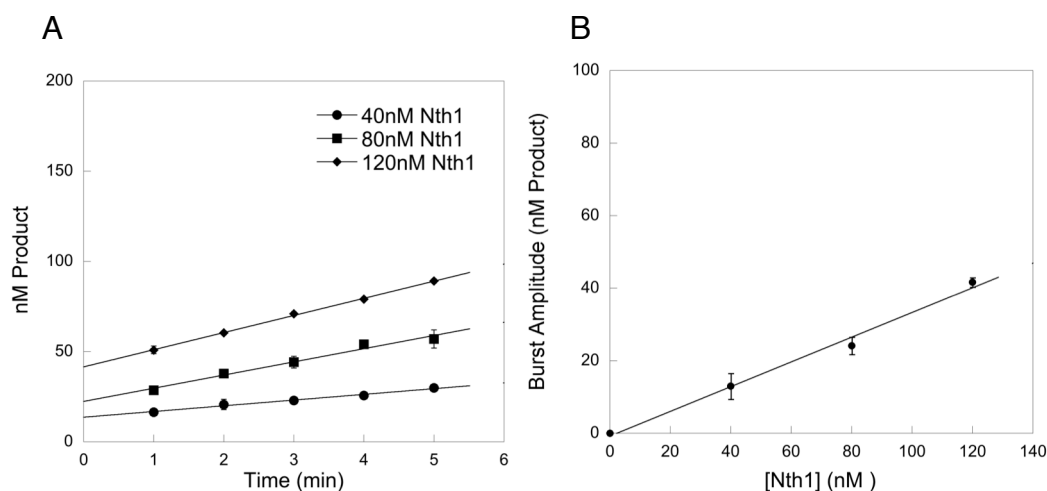 A
200
150
100
50
0
nM Product
40nM Nth1
80nM Nth1
120nM Nth1
0 1 2 3 4 5 6
Time (min)
B
100
80
60
40
20
0
Burst Amplitude (nM Product)
0 20 40 60 80 100 120 140
[Nth1] (nM )